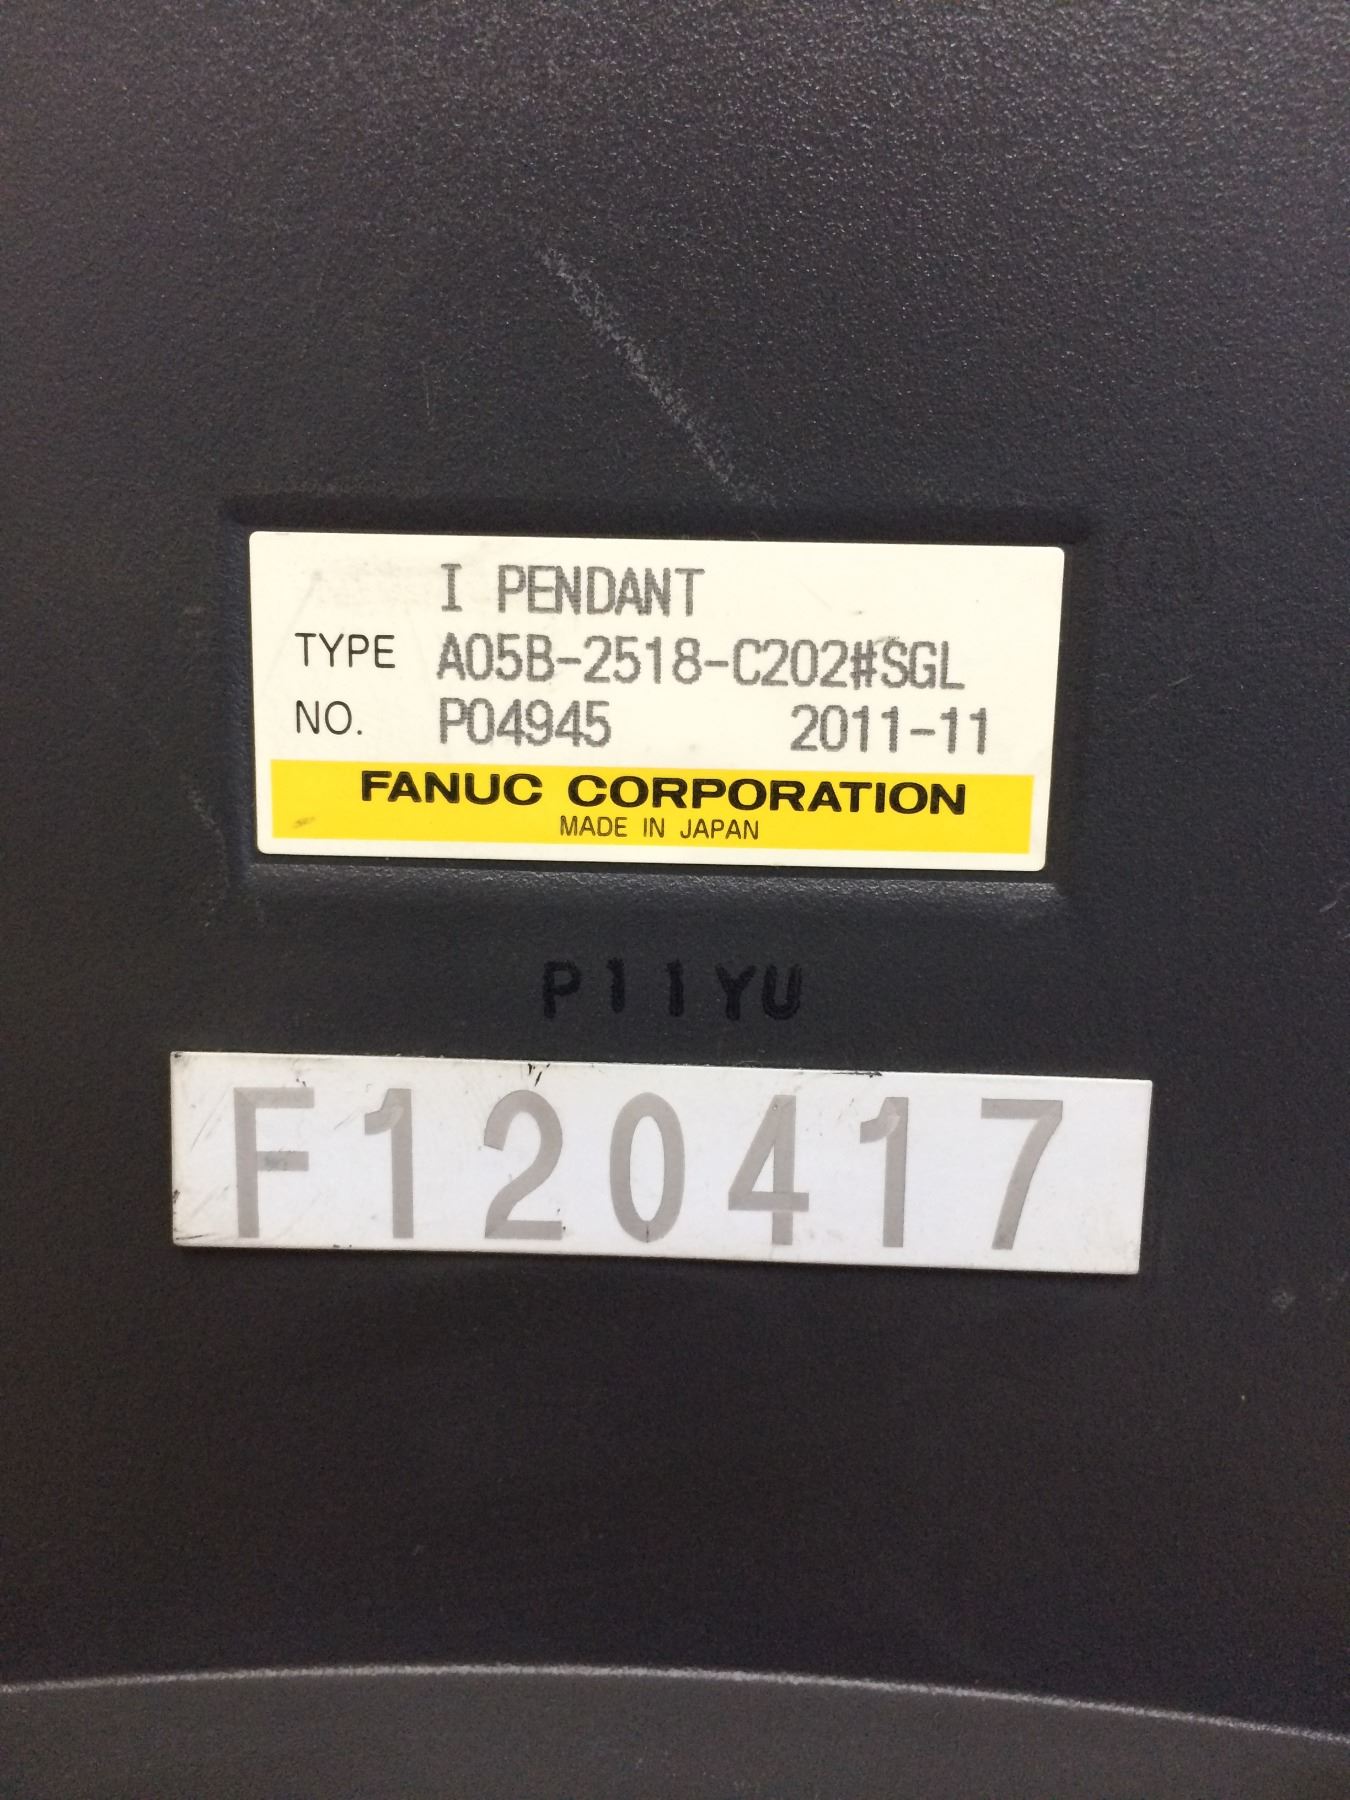 I PENDANT
TYPE A05B-2518-C202#SGL
NO. P04945 2011-11
FANUC CORPORATION
MADE IN JAPAN
P11YU
F120417